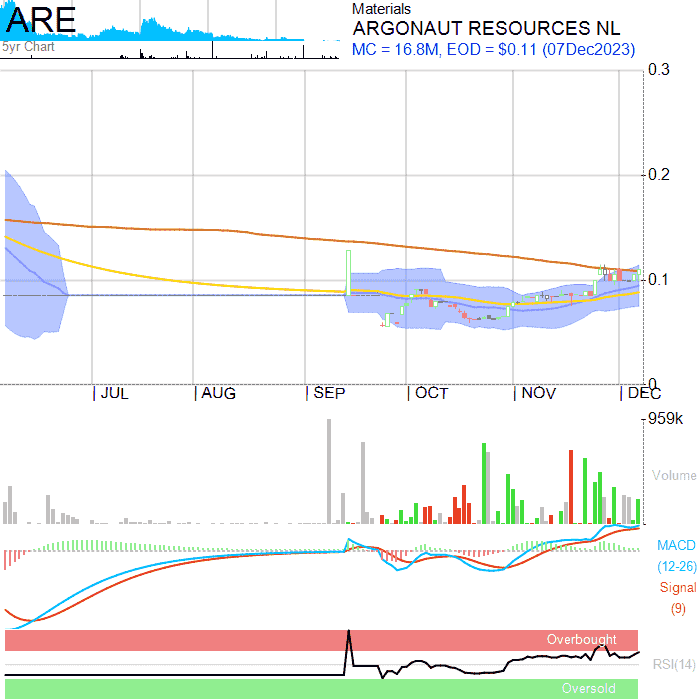 ARE
5yr Chart
Materials
ARGONAUT RESOURCES NL
MC = 16.8M, EOD = $0.11 (07Dec2023)
0.3
0.2
0.1
0
JUL
AUG
SEP
OCT
NOV
DEC
959k
Volume
MACD
(12-26)
Signal
(9)
Overbought
RSI(14)
Oversold